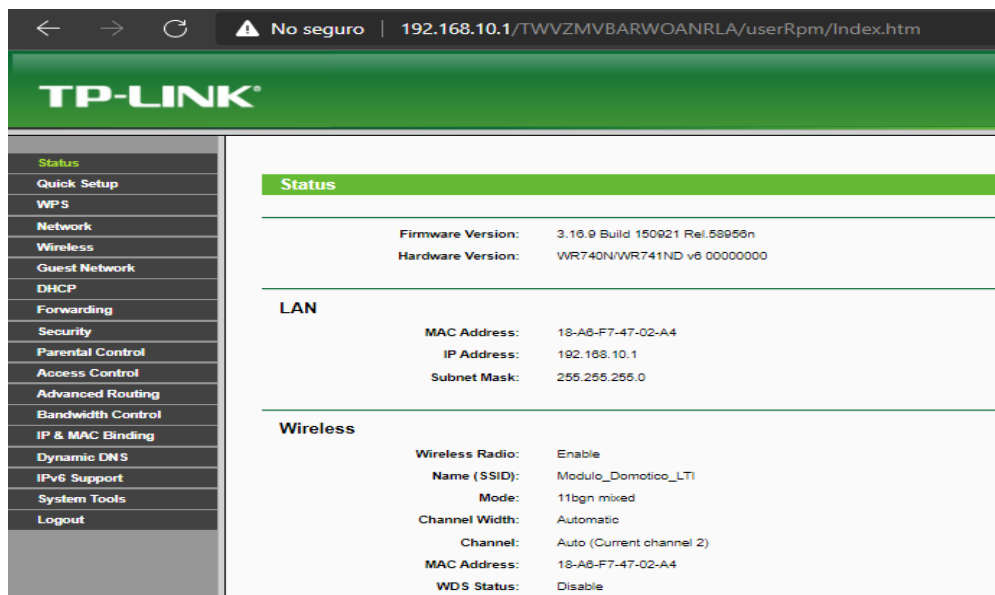 No seguro | 192.168.10.1/TWVZMVBARWOANRLA/userRpm/Index.htm
TP-LINK®
Status
Quick Setup
WPS
Network
Wireless
Guest Network
DHCP
Forwarding
Security
Parental Control
Access Control
Advanced Routing
Bandwidth Control
IP & MAC Binding
Dynamic DNS
IPv6 Support
System Tools
Logout
Status
Firmware Version: 3.16.9 Build 150921 Rel.58956n
Hardware Version: WR740N/WR741ND v6 00000000
LAN
MAC Address: 18-A6-F7-47-02-A4
IP Address: 192.168.10.1
Subnet Mask: 255.255.255.0
Wireless
Wireless Radio: Enable
Name (SSID): Modulo_Domotico_LTI
Mode: 11bgn mixed
Channel Width: Automatic
Channel: Auto (Current channel 2)
MAC Address: 18-A6-F7-47-02-A4
WDS Status: Disable